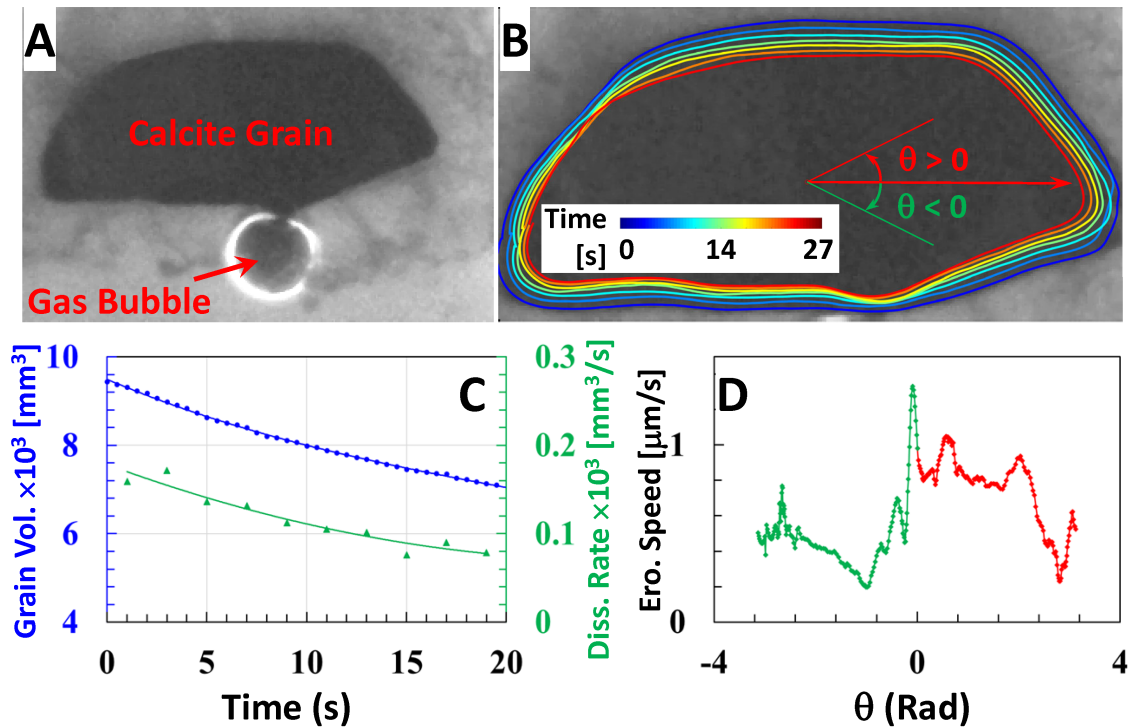 A
Calcite Grain
Gas Bubble
B
θ > 0
θ < 0
Time
[s]
0 14 27
C
Grain Vol. ×10³ [mm³]
10
8
6
4
Diss. Rate ×10³ [mm³/s]
0.3
0.2
0.1
0
0 5 10 15 20
Time (s)
D
Ero. Speed [μm/s]
1
0
-4 0 4
θ (Rad)